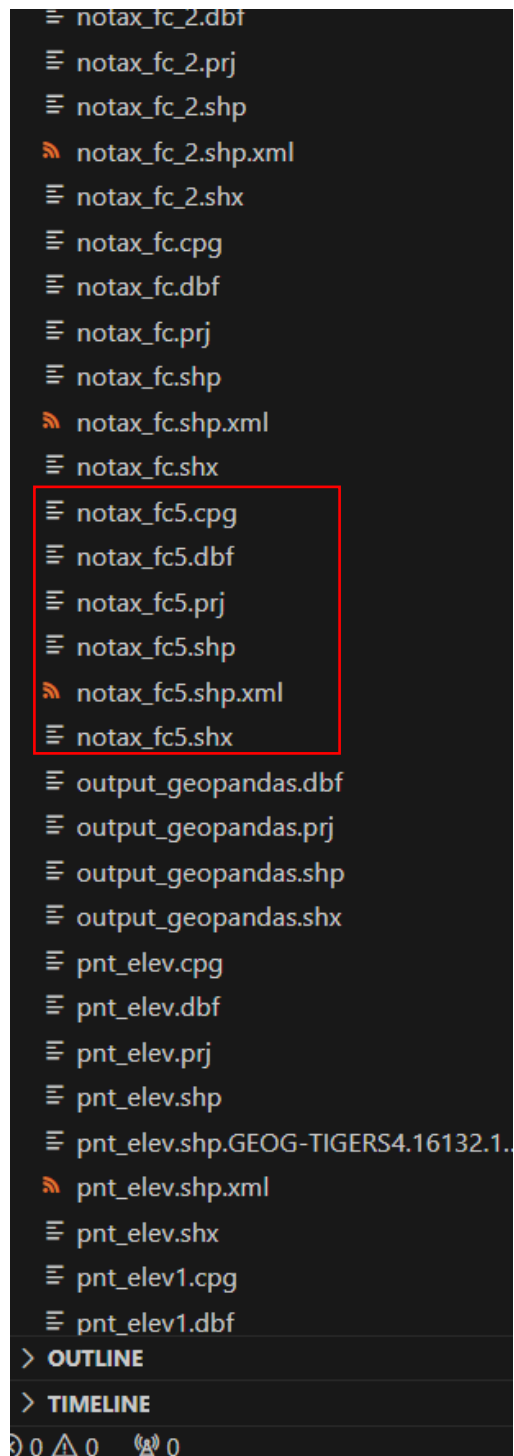 notax_fc_2.dbf
notax_fc_2.prj
notax_fc_2.shp
notax_fc_2.shp.xml
notax_fc_2.shx
notax_fc.cpg
notax_fc.dbf
notax_fc.prj
notax_fc.shp
notax_fc.shp.xml
notax_fc.shx
notax_fc5.cpg
notax_fc5.dbf
notax_fc5.prj
notax_fc5.shp
notax_fc5.shp.xml
notax_fc5.shx
output_geopandas.dbf
output_geopandas.prj
output_geopandas.shp
output_geopandas.shx
pnt_elev.cpg
pnt_elev.dbf
pnt_elev.prj
pnt_elev.shp
pnt_elev.shp.GEOG-TIGERS4.16132.1..
pnt_elev.shp.xml
pnt_elev.shx
pnt_elev1.cpg
pnt_elev1.dbf
OUTLINE
TIMELINE
0 0 0